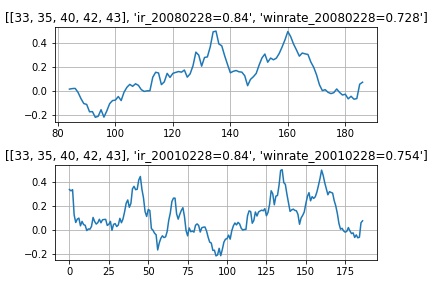 [[33, 35, 40, 42, 43], 'ir_20080228=0.84', 'winrate_20080228=0.728']
0.4
0.2
0.0
−0.2
80 100 120 140 160 180
[[33, 35, 40, 42, 43], 'ir_20010228=0.84', 'winrate_20010228=0.754']
0.4
0.2
0.0
−0.2
0 25 50 75 100 125 150 175